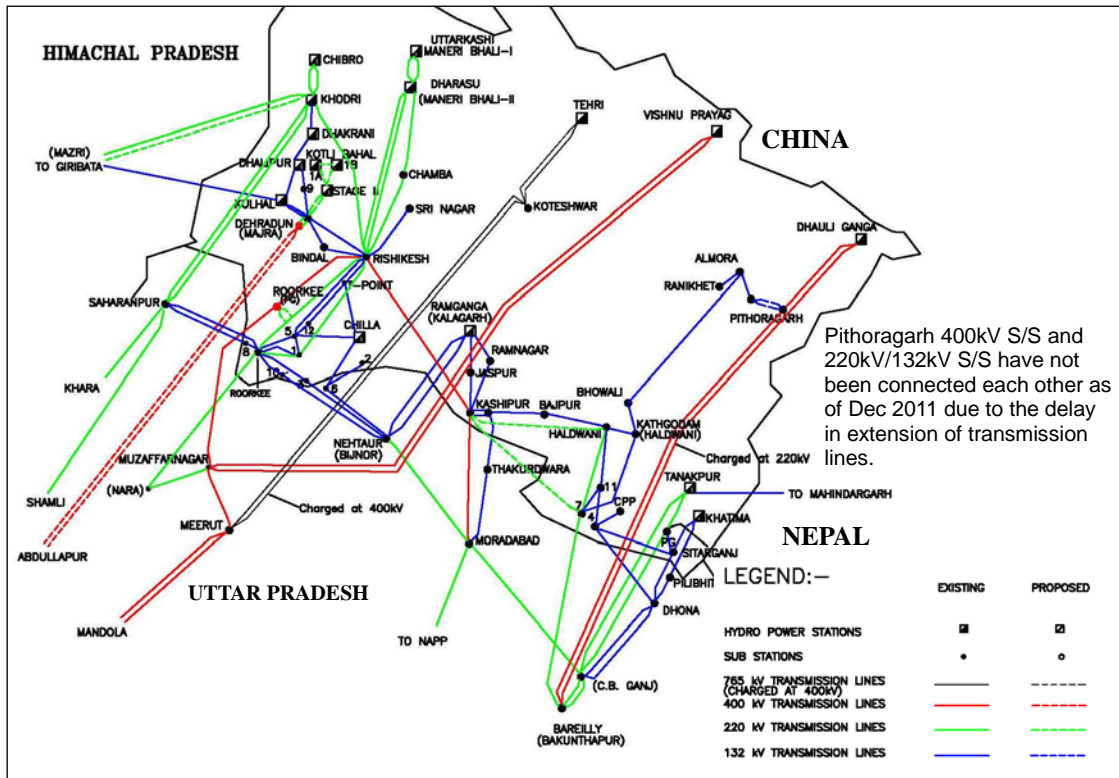 HIMACHAL PRADESH
UTTARKASHI
MANERI BHALI-I
CHIBRO
DHARASU
(MANERI BHALI-II
KHODRI
TEHRI
VISHNU PRAYAG
CHINA
DHAKRANI
(MAZRI)
TO GIRIBATA
KOTLI BAHAL
DHALIPUR
1A
1B
9
STAGE II
CHAMBA
KULHAL
SRI NAGAR
KOTESHWAR
DEHRADUN
(MAJRA)
DHAULI GANGA
BINDAL
RISHIKESH
ALMORA
RANIKHET
ROORKEE
(PG)
T-POINT
SAHARANPUR
RAMGANGA
(KALAGARH)
PITHORAGARH
12
5
CHILLA
8
1
2
RAMNAGAR
Pithoragarh 400kV S/S and
220kV/132kV S/S have not
been connected each other as
of Dec 2011 due to the delay
in extension of transmission
lines.
KHARA
ROORKEE
10
3
6
JASPUR
BHOWALI
KASHIPUR
BAJPUR
KATHGODAM
(HALDWANI)
HALDWANI
NEHTAUR
(BIJNOR)
MUZAFFARNAGAR
Charged at 220kV
THAKURDWARA
TANAKPUR
(NARA)
11
TO MAHINDARGARH
SHAMLI
Charged at 400kV
CPP
7
4
KHATIMA
MEERUT
PG
NEPAL
ABDULLAPUR
MORADABAD
SITARGANJ
PILIBHIT
LEGEND:—
UTTAR PRADESH
EXISTING
PROPOSED
DHONA
MANDOLA
TO NAPP
HYDRO POWER STATIONS
SUB STATIONS
(C.B. GANJ)
765 kV TRANSMISSION LINES
(CHARGED AT 400kV)
400 kV TRANSMISSION LINES
BAREILLY
(BAKUNTHAPUR)
220 kV TRANSMISSION LINES
132 kV TRANSMISSION LINES